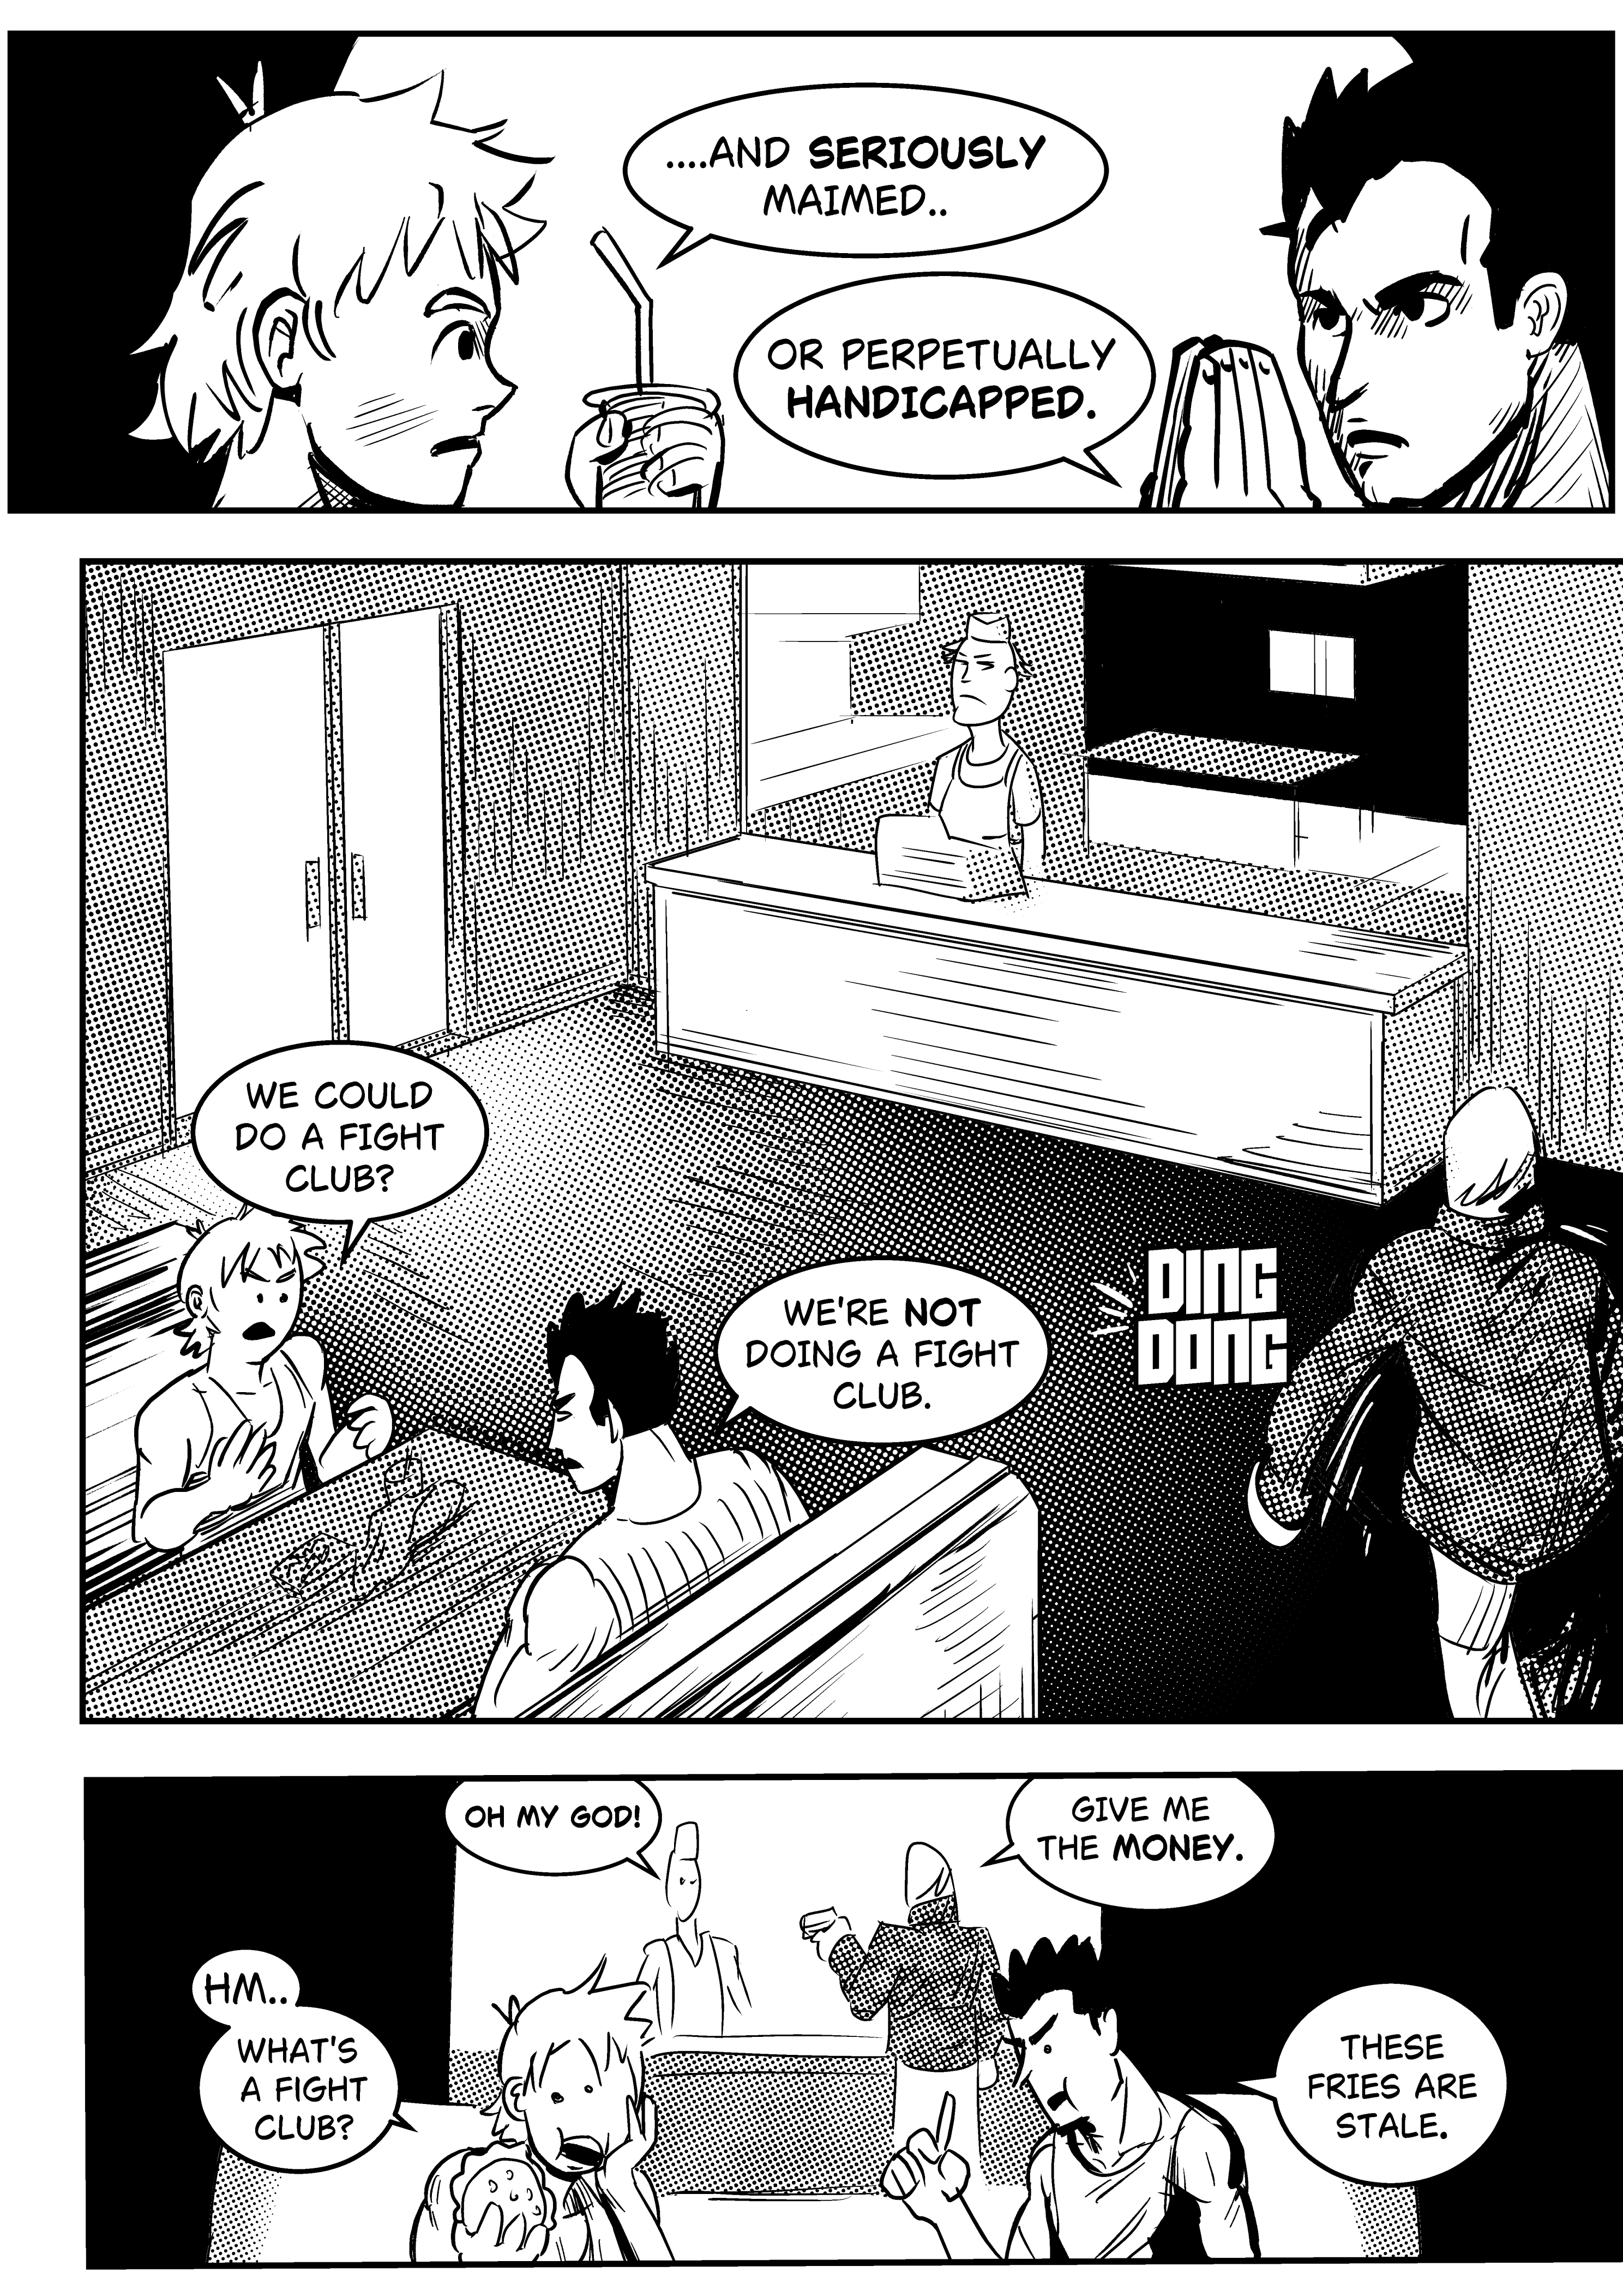 ....AND SERIOUSLY
MAIMED..
OR PERPETUALLY
HANDICAPPED.
WE COULD
DO A FIGHT
CLUB?
WE'RE NOT
DOING A FIGHT
CLUB.
DING
DONG
OH MY GOD!
GIVE ME
THE MONEY.
HM..
WHAT'S
A FIGHT
CLUB?
THESE
FRIES ARE
STALE.